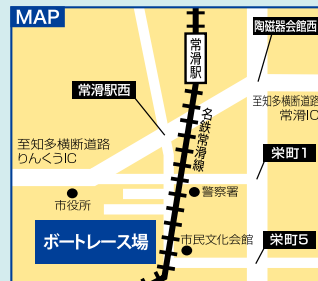 MAP
常滑駅
陶磁器会館西
常滑駅西
至知多横断道路
常滑IC
名鉄常滑線
至知多横断道路
りんくうIC
栄町1
警察署
市役所
ボートレース場
市民文化会館
栄町5